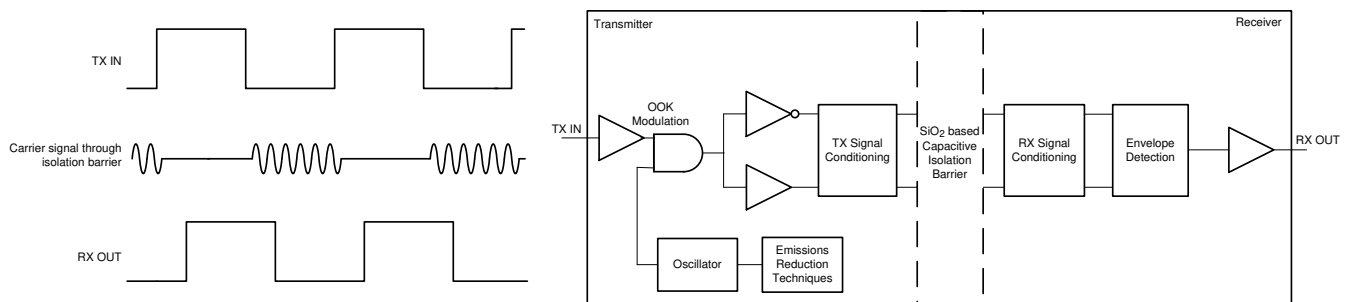 TX IN
Carrier signal through
isolation barrier
RX OUT
Transmitter
Receiver
TX IN
OOK
Modulation
TX Signal
Conditioning
SiO2 based
Capacitive
Isolation
Barrier
RX Signal
Conditioning
Envelope
Detection
RX OUT
Oscillator
Emissions
Reduction
Techniques